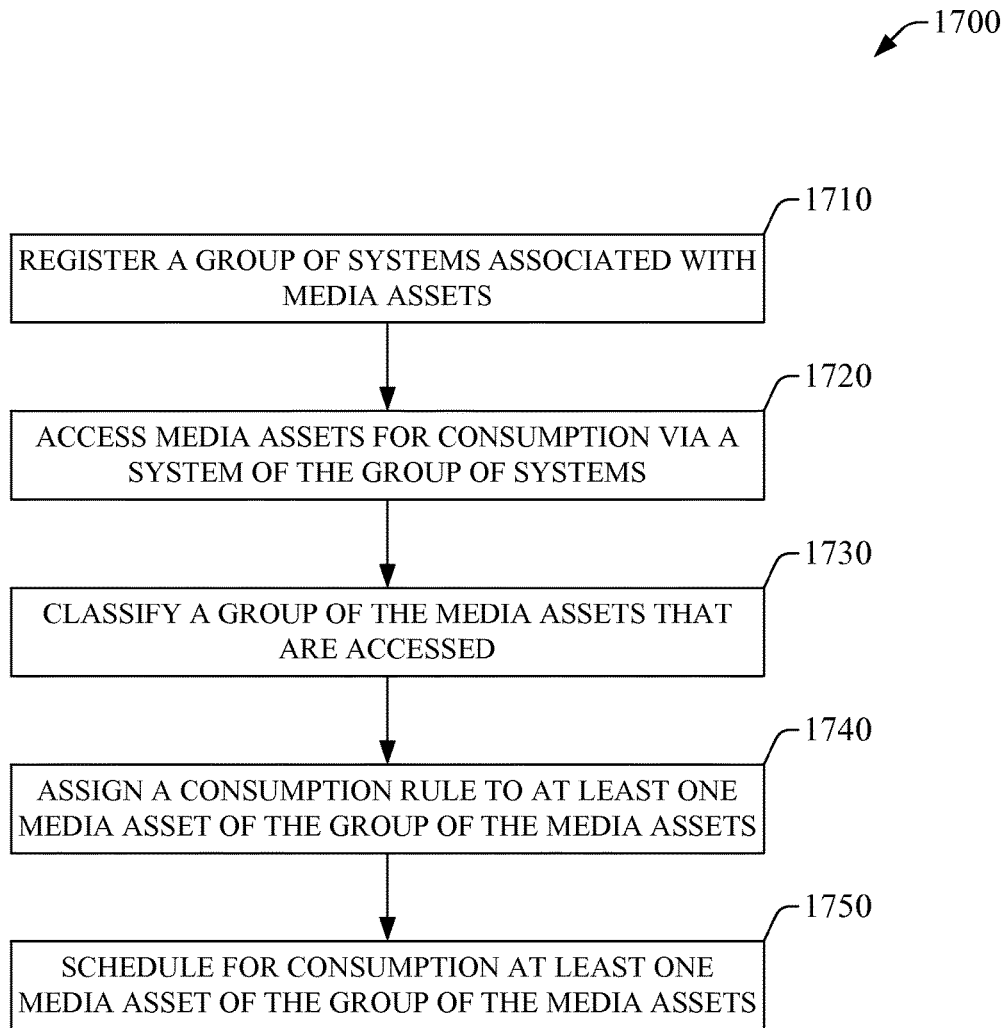 1700
1710
REGISTER A GROUP OF SYSTEMS ASSOCIATED WITH
MEDIA ASSETS
1720
ACCESS MEDIA ASSETS FOR CONSUMPTION VIA A
SYSTEM OF THE GROUP OF SYSTEMS
1730
CLASSIFY A GROUP OF THE MEDIA ASSETS THAT
ARE ACCESSED
1740
ASSIGN A CONSUMPTION RULE TO AT LEAST ONE
MEDIA ASSET OF THE GROUP OF THE MEDIA ASSETS
1750
SCHEDULE FOR CONSUMPTION AT LEAST ONE
MEDIA ASSET OF THE GROUP OF THE MEDIA ASSETS